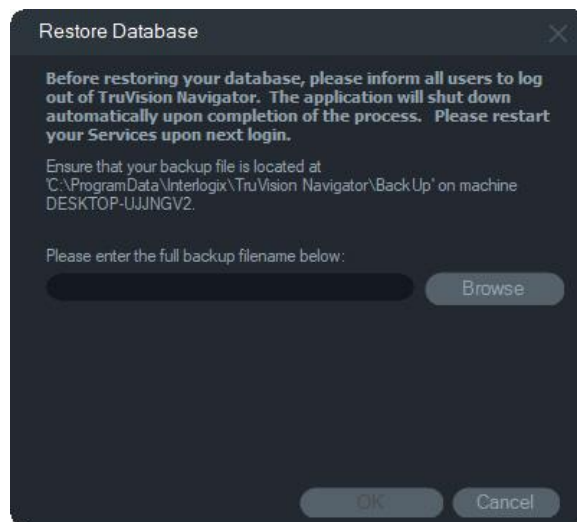 Restore Database
Before restoring your database, please inform all users to log
out of TruVision Navigator. The application will shut down
automatically upon completion of the process. Please restart
your Services upon next login.
Ensure that your backup file is located at
'C:\ProgramData\Interlogix\TruVision Navigator\BackUp' on machine
DESKTOP-UJJNGV2.
Please enter the full backup filename below:
Browse
OK
Cancel